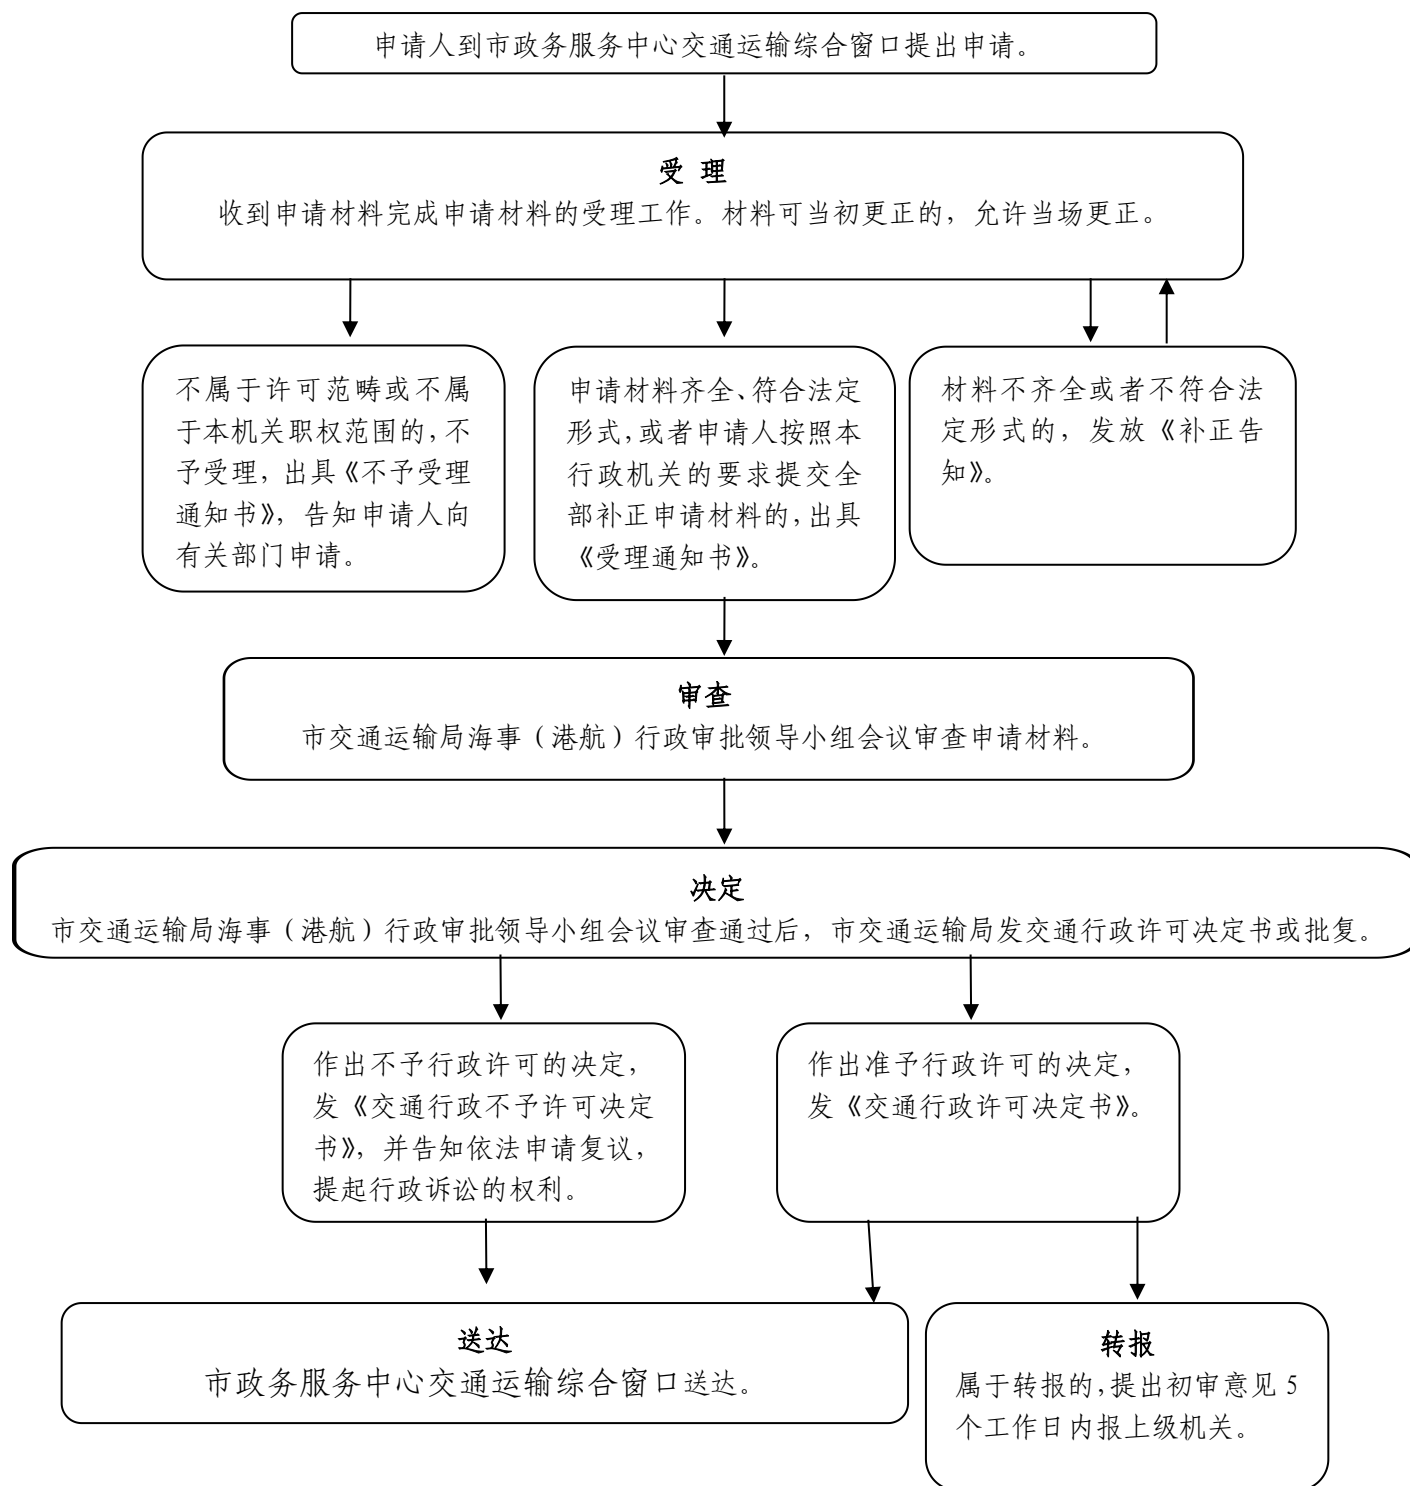 申请人到市政务服务中心交通运输综合窗口提出申请。
受 理
收到申请材料完成申请材料的受理工作。材料可当初更正的，允许当场更正。
不属于许可范畴或不属
于本机关职权范围的，不
予受理，出具《不予受理
通知书》，告知申请人向
有关部门申请。
申请材料齐全、符合法定
形式，或者申请人按照本
行政机关的要求提交全
部补正申请材料的，出具
《受理通知书》。
材料不齐全或者不符合法
定形式的，发放《补正告
知》。
审查
市交通运输局海事（港航）行政审批领导小组会议审查申请材料。
决定
市交通运输局海事（港航）行政审批领导小组会议审查通过后，市交通运输局发交通行政许可决定书或批复。
作出不予行政许可的决定，
发《交通行政不予许可决定
书》，并告知依法申请复议，
提起行政诉讼的权利。
作出准予行政许可的决定，
发《交通行政许可决定书》。
送达
市政务服务中心交通运输综合窗口送达。
转报
属于转报的，提出初审意见 5
个工作日内报上级机关。